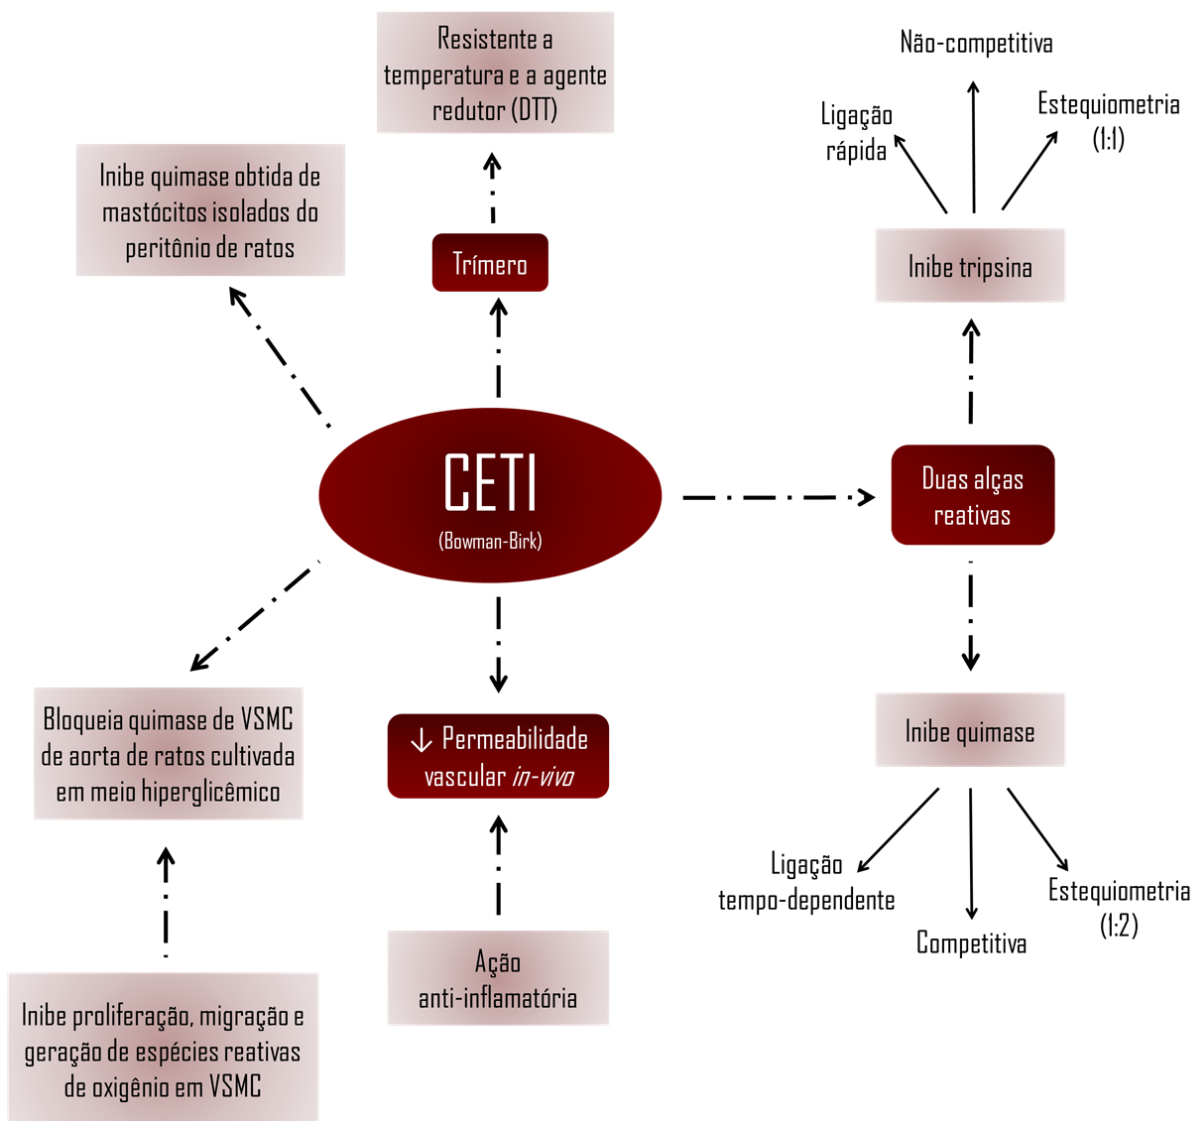 Resistente a
temperatura e a agente
redutor (DTT)
Não-competitiva
Ligação
rápida
Estequiometria
(1:1)
Inibe quimase obtida de
mastócitos isolados do
peritônio de ratos
Trímero
Inibe tripsina
CETI
(Bowman-Birk)
Duas alças
reativas
Bloqueia quimase de VSMC
de aorta de ratos cultivada
em meio hiperglicêmico
↓ Permeabilidade
vascular in-vivo
Inibe quimase
Ligação
tempo-dependente
Competitiva
Estequiometria
(1:2)
Ação
anti-inflamatória
Inibe proliferação, migração e
geração de espécies reativas
de oxigênio em VSMC